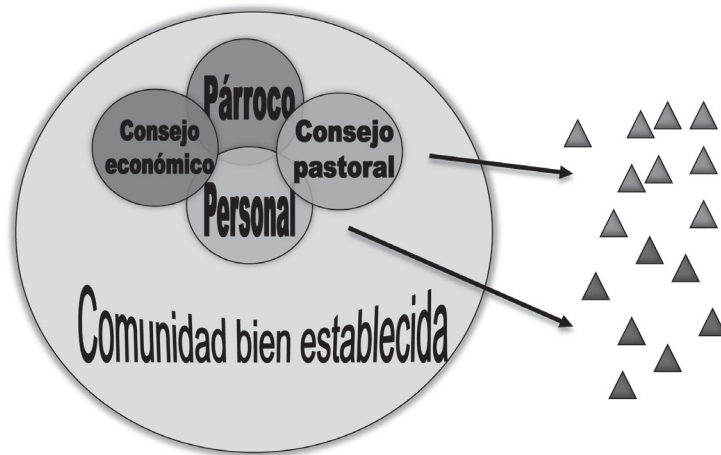 Párroco
Consejo
económico
Consejo
pastoral
Personal
Comunidad bien establecida